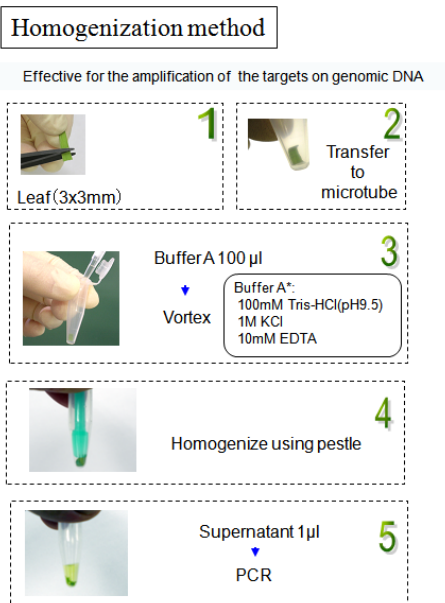 Homogenization method
Effective for the amplification of the targets on genomic DNA
1
Leaf(3x3mm)
2
Transfer
to
microtube
3
BufferA 100 µl
Vortex
Buffer A*:
100mM Tris-HCl(pH9.5)
1M KCl
10mM EDTA
4
Homogenize using pestle
5
Supernatant 1µl
PCR